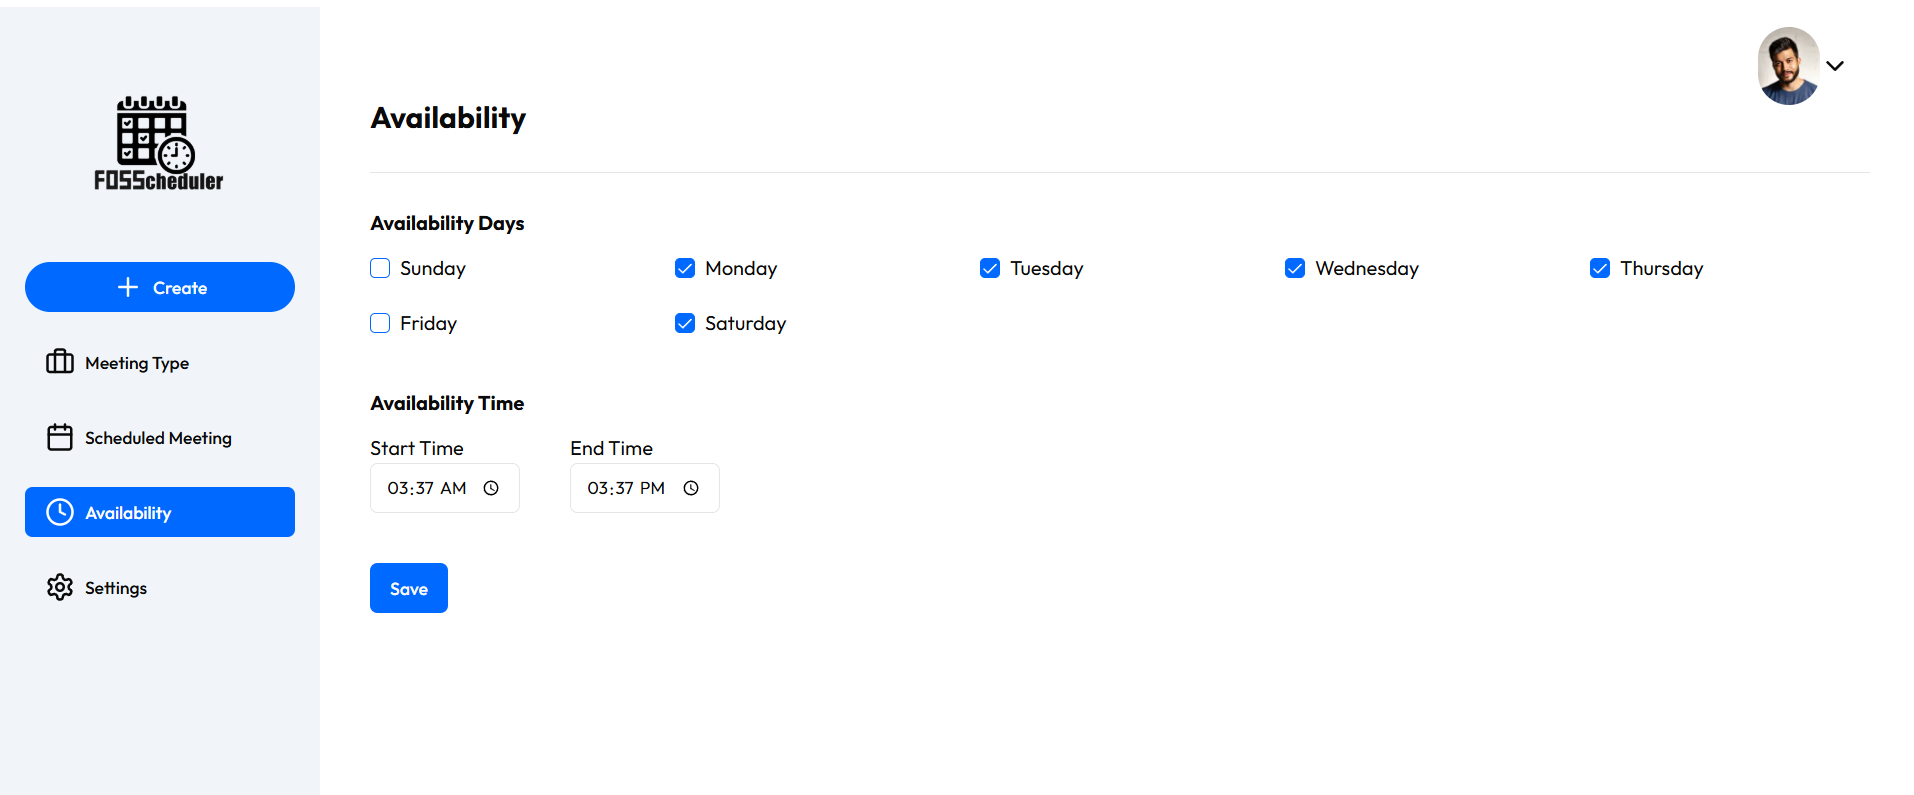 FOSScheduler
Create
Meeting Type
Scheduled Meeting
Availability
Settings
Availability
Availability Days
Sunday Monday Tuesday Wednesday Thursday
Friday Saturday
Availability Time
Start Time End Time
03:37 AM 03:37 PM
Save